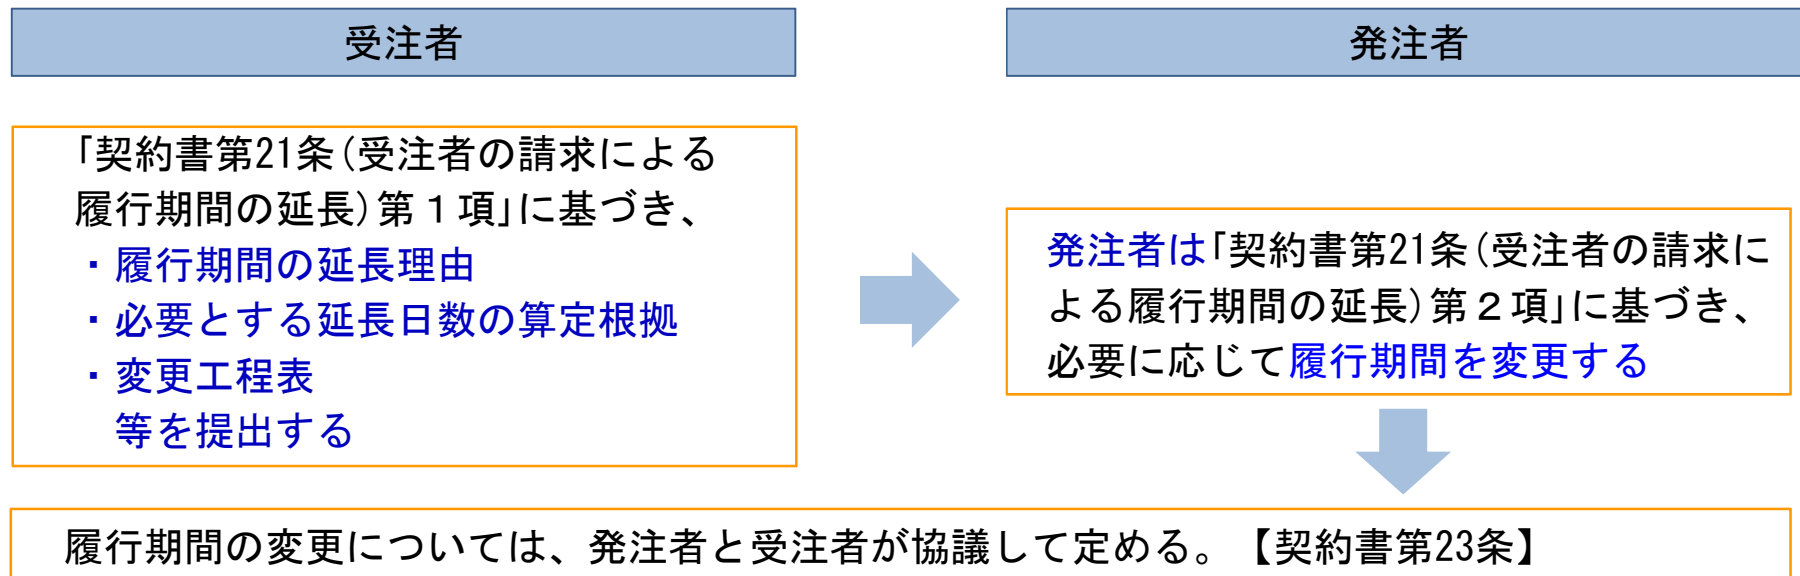 受注者
発注者
「契約書第21条(受注者の請求による
履行期間の延長)第１項」に基づき、
・履行期間の延長理由
・必要とする延長日数の算定根拠
・変更工程表
等を提出する
発注者は「契約書第21条(受注者の請求に
よる履行期間の延長)第２項」に基づき、
必要に応じて履行期間を変更する
履行期間の変更については、発注者と受注者が協議して定める。【契約書第23条】